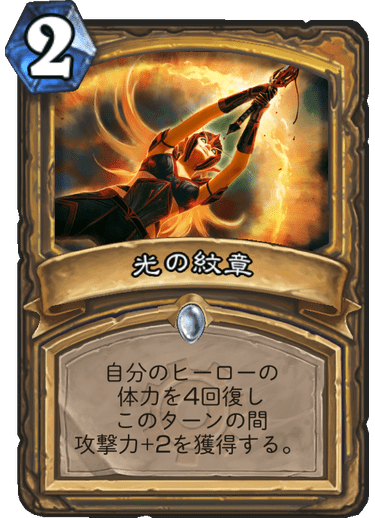 2
光の紋章
自分のヒーローの
体力を4回復し
このターンの間
攻撃力+2を獲得する。